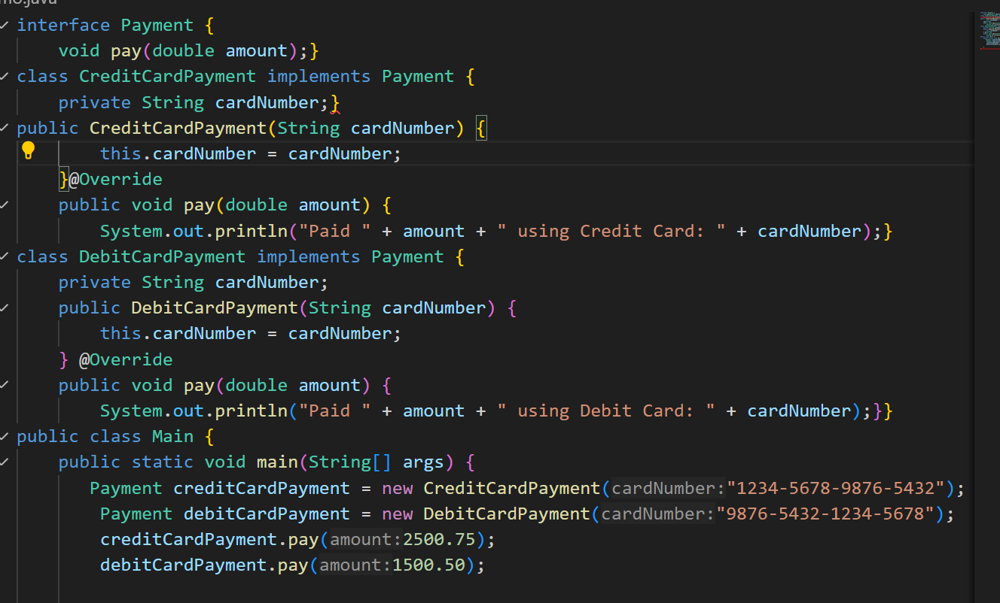 interface Payment {
    void pay(double amount);}
class CreditCardPayment implements Payment {
    private String cardNumber;}
public CreditCardPayment(String cardNumber) {
        this.cardNumber = cardNumber;
    }@Override
    public void pay(double amount) {
        System.out.println("Paid " + amount + " using Credit Card: " + cardNumber);}
class DebitCardPayment implements Payment {
    private String cardNumber;
    public DebitCardPayment(String cardNumber) {
        this.cardNumber = cardNumber;
    } @Override
    public void pay(double amount) {
        System.out.println("Paid " + amount + " using Debit Card: " + cardNumber);}}
public class Main {
    public static void main(String[] args) {
       Payment creditCardPayment = new CreditCardPayment(cardNumber:"1234-5678-9876-5432");
        Payment debitCardPayment = new DebitCardPayment(cardNumber:"9876-5432-1234-5678");
        creditCardPayment.pay(amount:2500.75);
        debitCardPayment.pay(amount:1500.50);